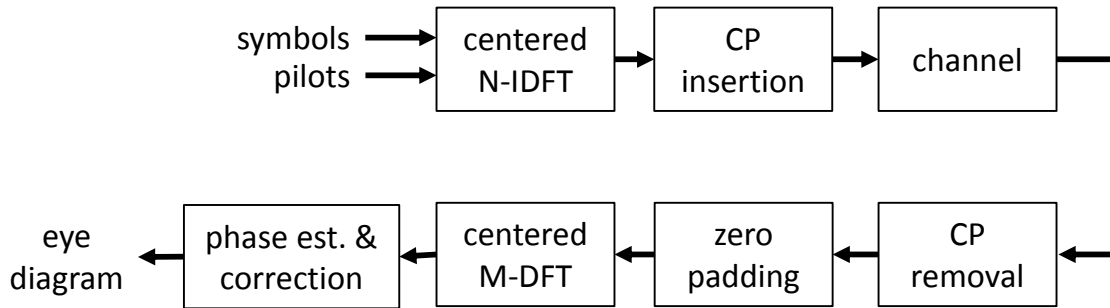 symbols
pilots
centered
N-IDFT
CP
insertion
channel
eye
diagram
phase est. &
correction
centered
M-DFT
zero
padding
CP
removal